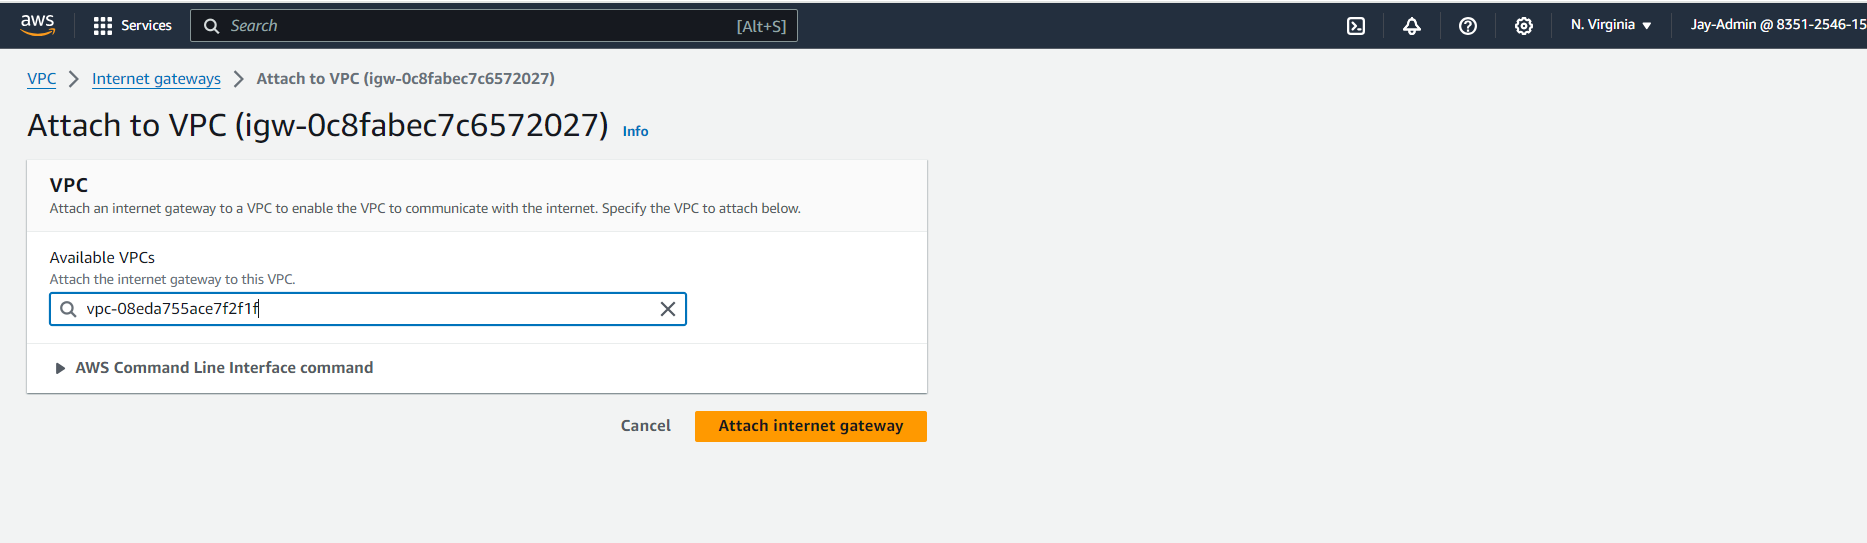 aws Services Search [Alt+S] N. Virginia Jay-Admin @ 8351-2546-15
VPC Internet gateways Attach to VPC (igw-0c8fabec7c6572027)
Attach to VPC (igw-0c8fabec7c6572027) Info
VPC
Attach an internet gateway to a VPC to enable the VPC to communicate with the internet. Specify the VPC to attach below.
Available VPCs
Attach the internet gateway to this VPC.
vpc-08eda755ace7f2f1f
AWS Command Line Interface command
Cancel Attach internet gateway